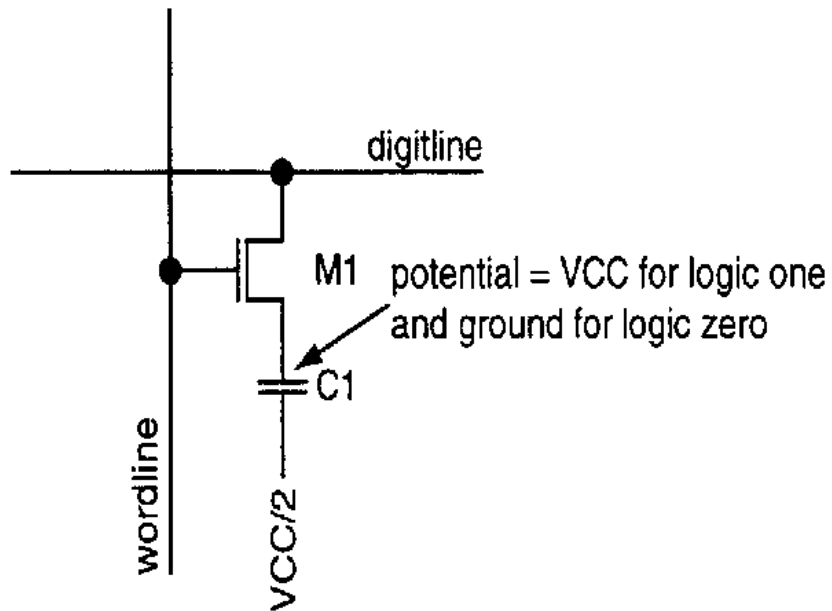 digitline
M1
potential = VCC for logic one
and ground for logic zero
C1
wordline
VCC/2